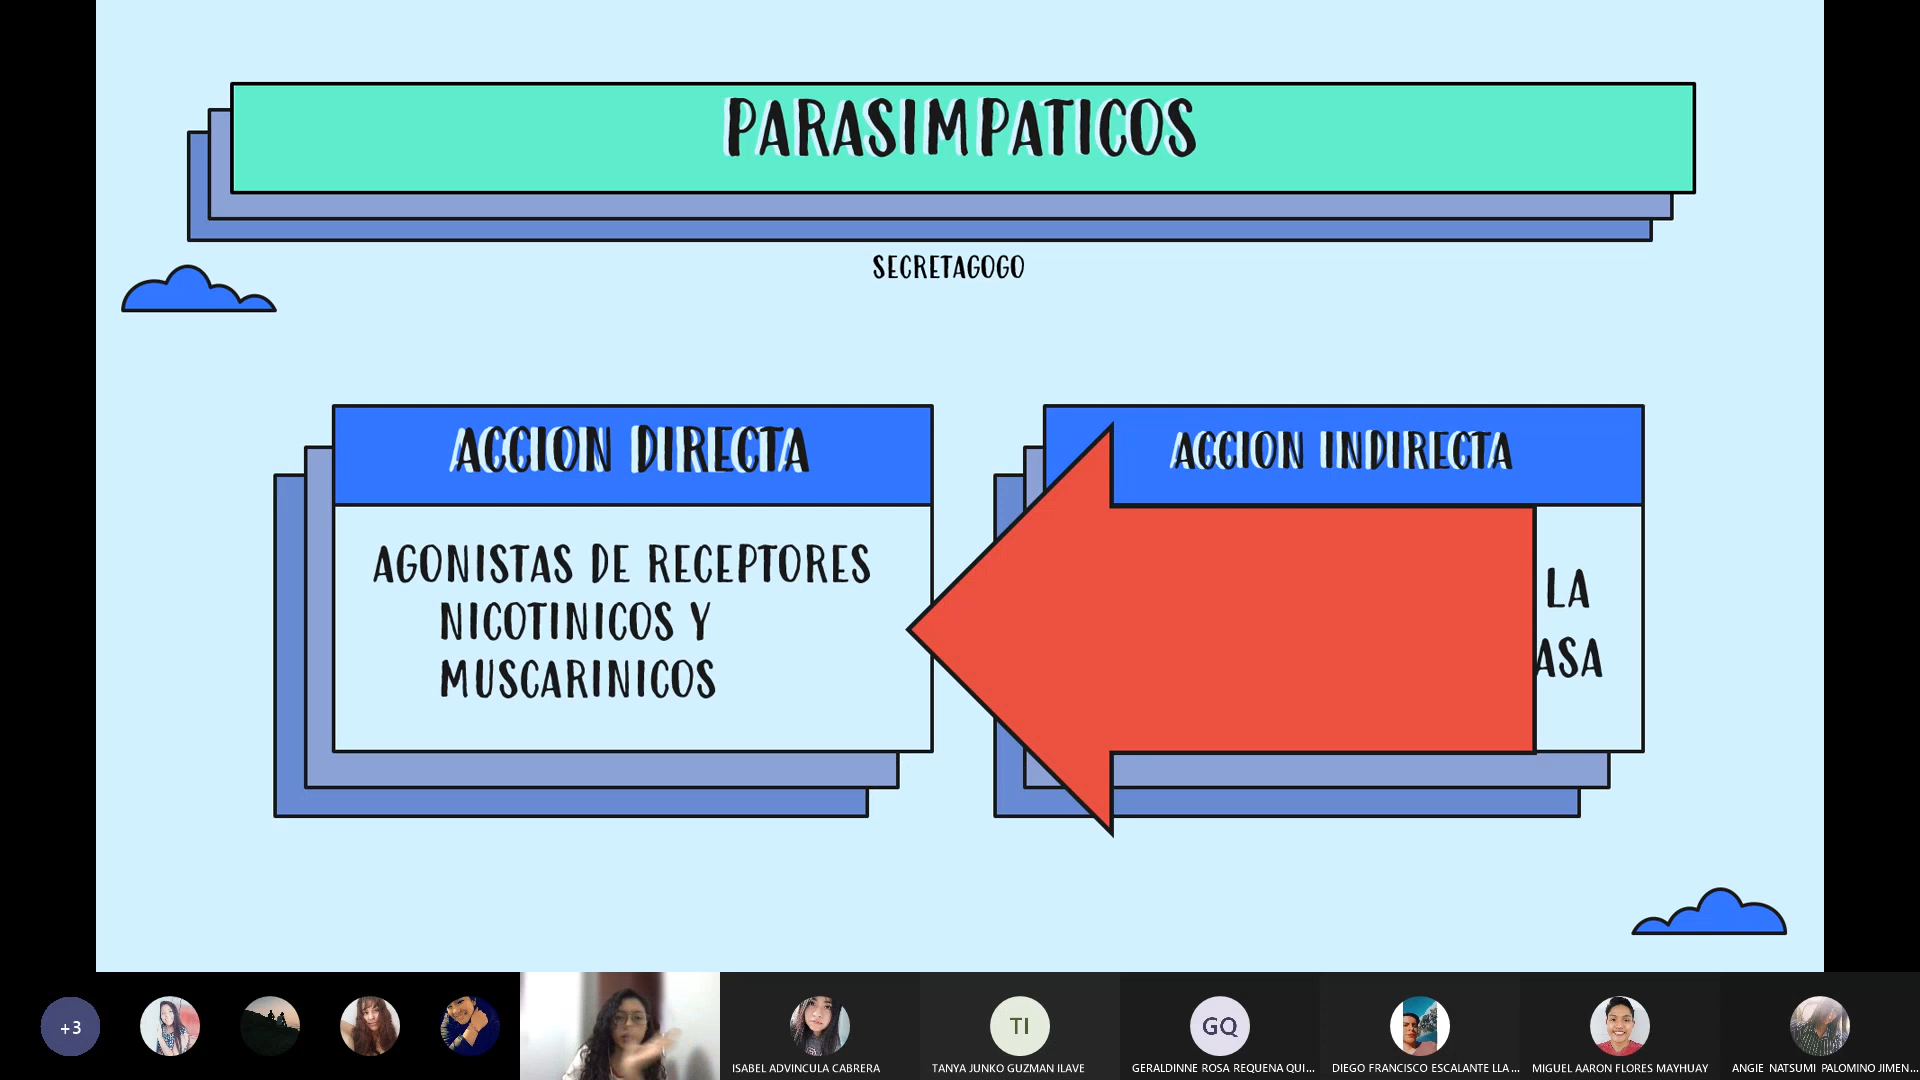 PARASIMPATICOS
SECRETAGOGO
ACCION DIRECTA
AGONISTAS DE RECEPTORES
NICOTINICOS Y
MUSCARINICOS
ACCION INDIRECTA
LA
ASA
+3
ISABEL ADVINCULA CABRERA
TI
TANYA JUNKO GUZMAN ILAVE
GQ
GERALDINNE ROSA REQUENA QUI...
DIEGO FRANCISCO ESCALANTE LLA...
MIGUEL AARON FLORES MAYHUAY
ANGIE NATSUMI PALOMINO JIMEN...